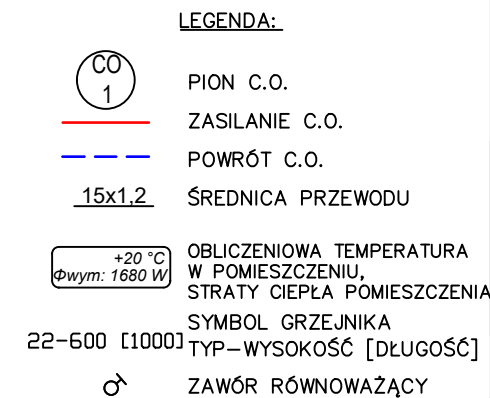 LEGENDA:
CO
1
PION C.O.
ZASILANIE C.O.
POWRÓT C.O.
15x1,2 ŚREDNICA PRZEWODU
+20 °C
Φwym: 1680 W
OBLICZENIOWA TEMPERATURA
W POMIESZCZENIU,
STRATY CIEPŁA POMIESZCZENIA
22-600 [1000]
SYMBOL GRZEJNIKA
TYP-WYSOKOŚĆ [DŁUGOŚĆ]
ZAWÓR RÓWNOWAŻĄCY